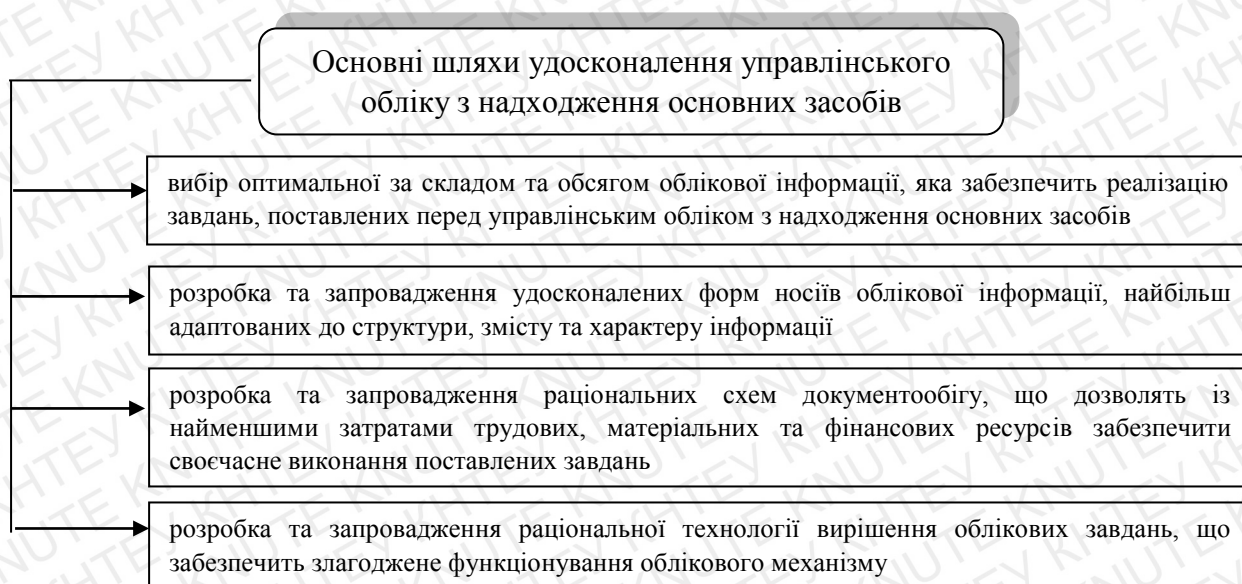 Основні шляхи удосконалення управлінського
обліку з надходження основних засобів
вибір оптимальної за складом та обсягом облікової інформації, яка забезпечить реалізацію
завдань, поставлених перед управлінським обліком з надходження основних засобів
розробка та запровадження удосконалених форм носіїв облікової інформації, найбільш
адаптованих до структури, змісту та характеру інформації
розробка та запровадження раціональних схем документообігу, що дозволять із
найменшими затратами трудових, матеріальних та фінансових ресурсів забезпечити
своєчасне виконання поставлених завдань
розробка та запровадження раціональної технології вирішення облікових завдань, що
забезпечить злагоджене функціонування облікового механізму